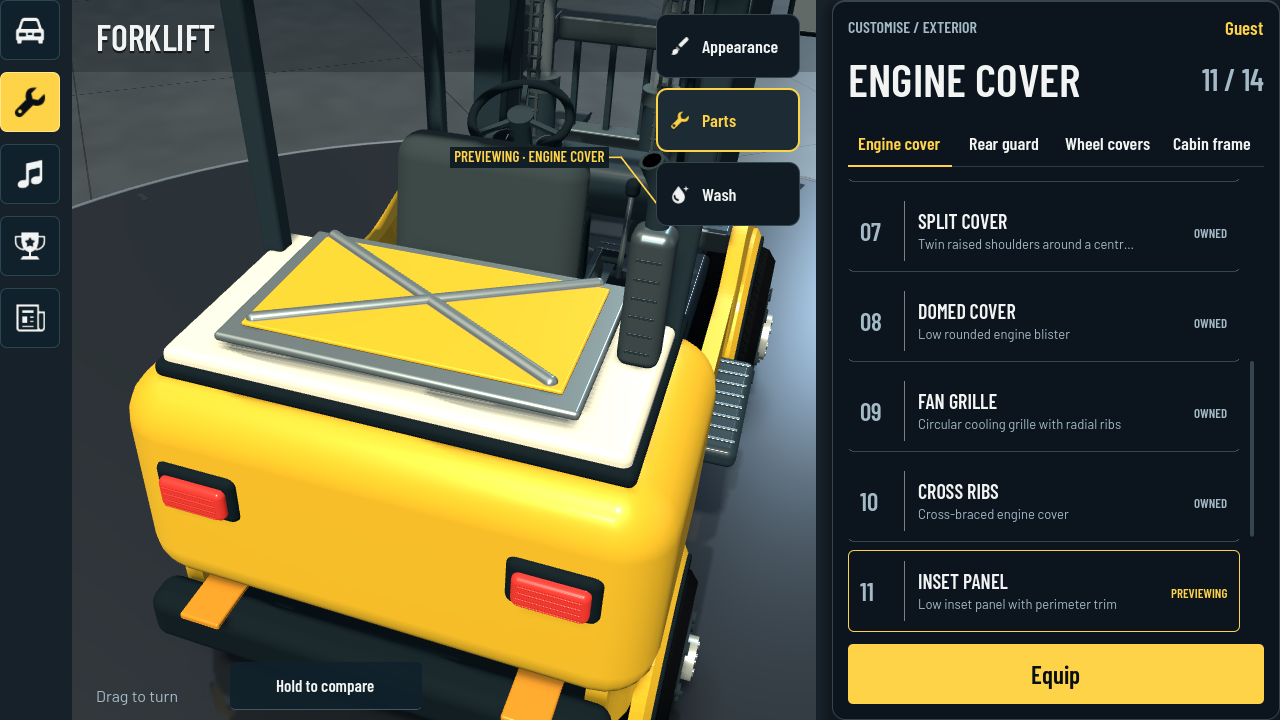 FORKLIFT
Appearance
Parts
Wash
PREVIEWING · ENGINE COVER
Drag to turn
Hold to compare
CUSTOMISE / EXTERIOR
Guest
ENGINE COVER
11 / 14
Engine cover
Rear guard
Wheel covers
Cabin frame
07
SPLIT COVER
Twin raised shoulders around a centr...
OWNED
08
DOMED COVER
Low rounded engine blister
OWNED
09
FAN GRILLE
Circular cooling grille with radial ribs
OWNED
10
CROSS RIBS
Cross-braced engine cover
OWNED
11
INSET PANEL
Low inset panel with perimeter trim
PREVIEWING
Equip